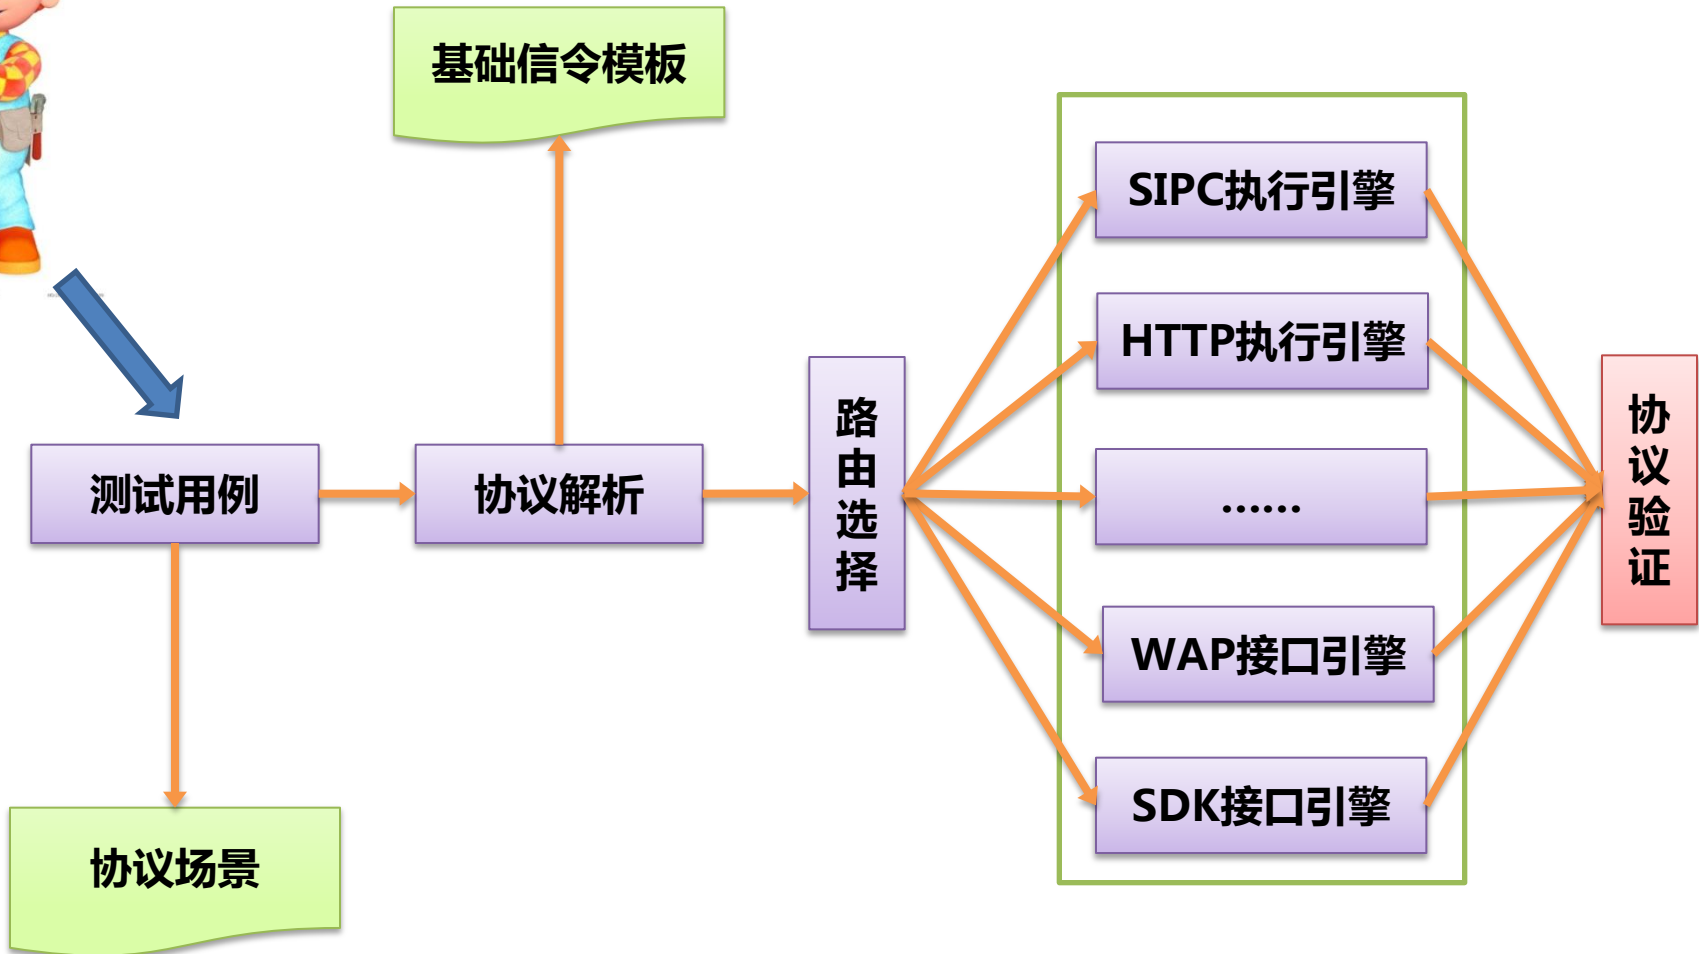 基础信令模板
SIPC执行引擎
HTTP执行引擎
路由选择
协议验证
测试用例
协议解析
......
WAP接口引擎
SDK接口引擎
协议场景